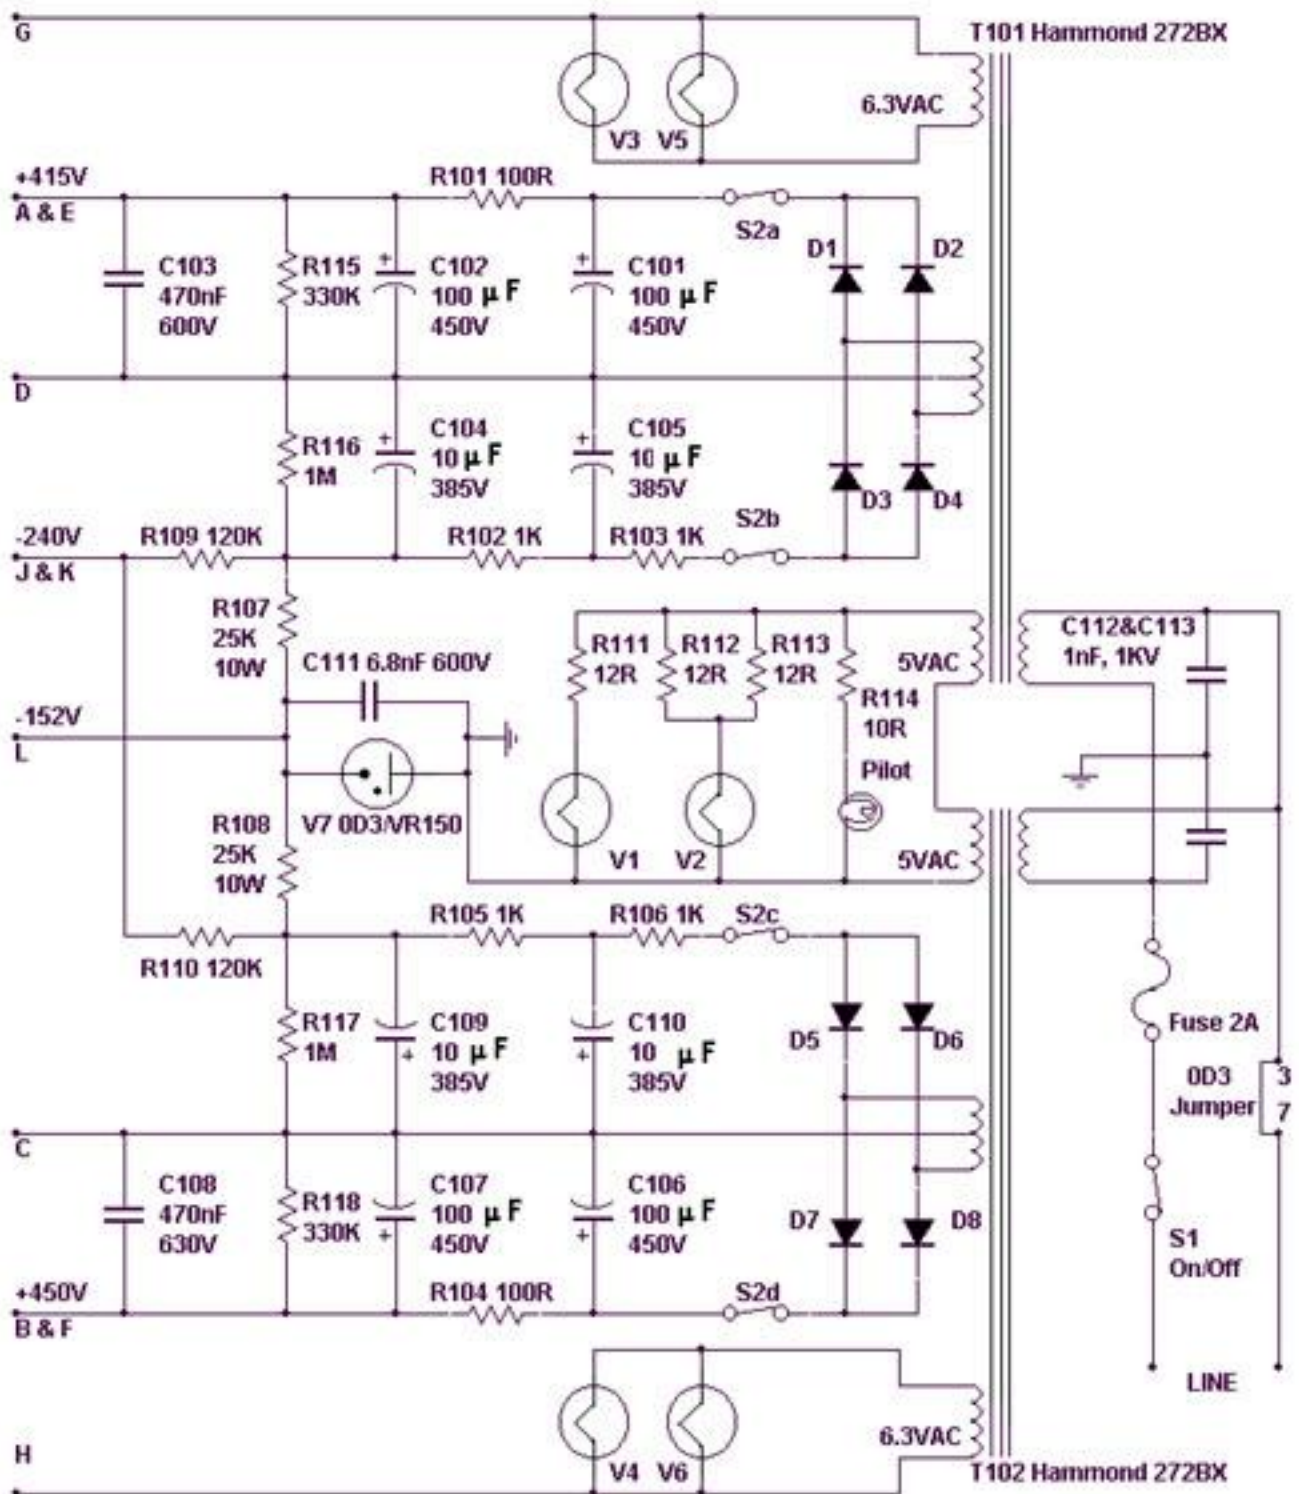 G
T101 Hammond 272BX
6.3VAC
V3 V5
+415V
A & E
R101 100R
S2a
D1
D2
C103
470nF
600V
R115
330K
+
C102
100 μF
450V
+
C101
100 μF
450V
D
R116
1M
+
C104
10 μF
385V
+
C105
10 μF
385V
D3
D4
-240V
J & K
R109 120K
R102 1K
R103 1K
S2b
R107
25K
10W
C111 6.8nF 600V
R111
12R
R112
12R
R113
12R
5VAC
R114
10R
Pilot
C112&C113
1nF, 1KV
-152V
L
V7 0D3/VR150
R108
25K
10W
V1 V2
5VAC
R105 1K
R106 1K
S2c
R110 120K
R117
1M
C109
10 μF
385V
+
C110
10 μF
385V
+
D5
D6
Fuse 2A
0D3
Jumper
3
7
C
C108
470nF
630V
R118
330K
C107
100 μF
450V
+
C106
100 μF
450V
+
D7
D8
S1
On/Off
+450V
B & F
R104 100R
S2d
LINE
H
V4 V6
6.3VAC
T102 Hammond 272BX